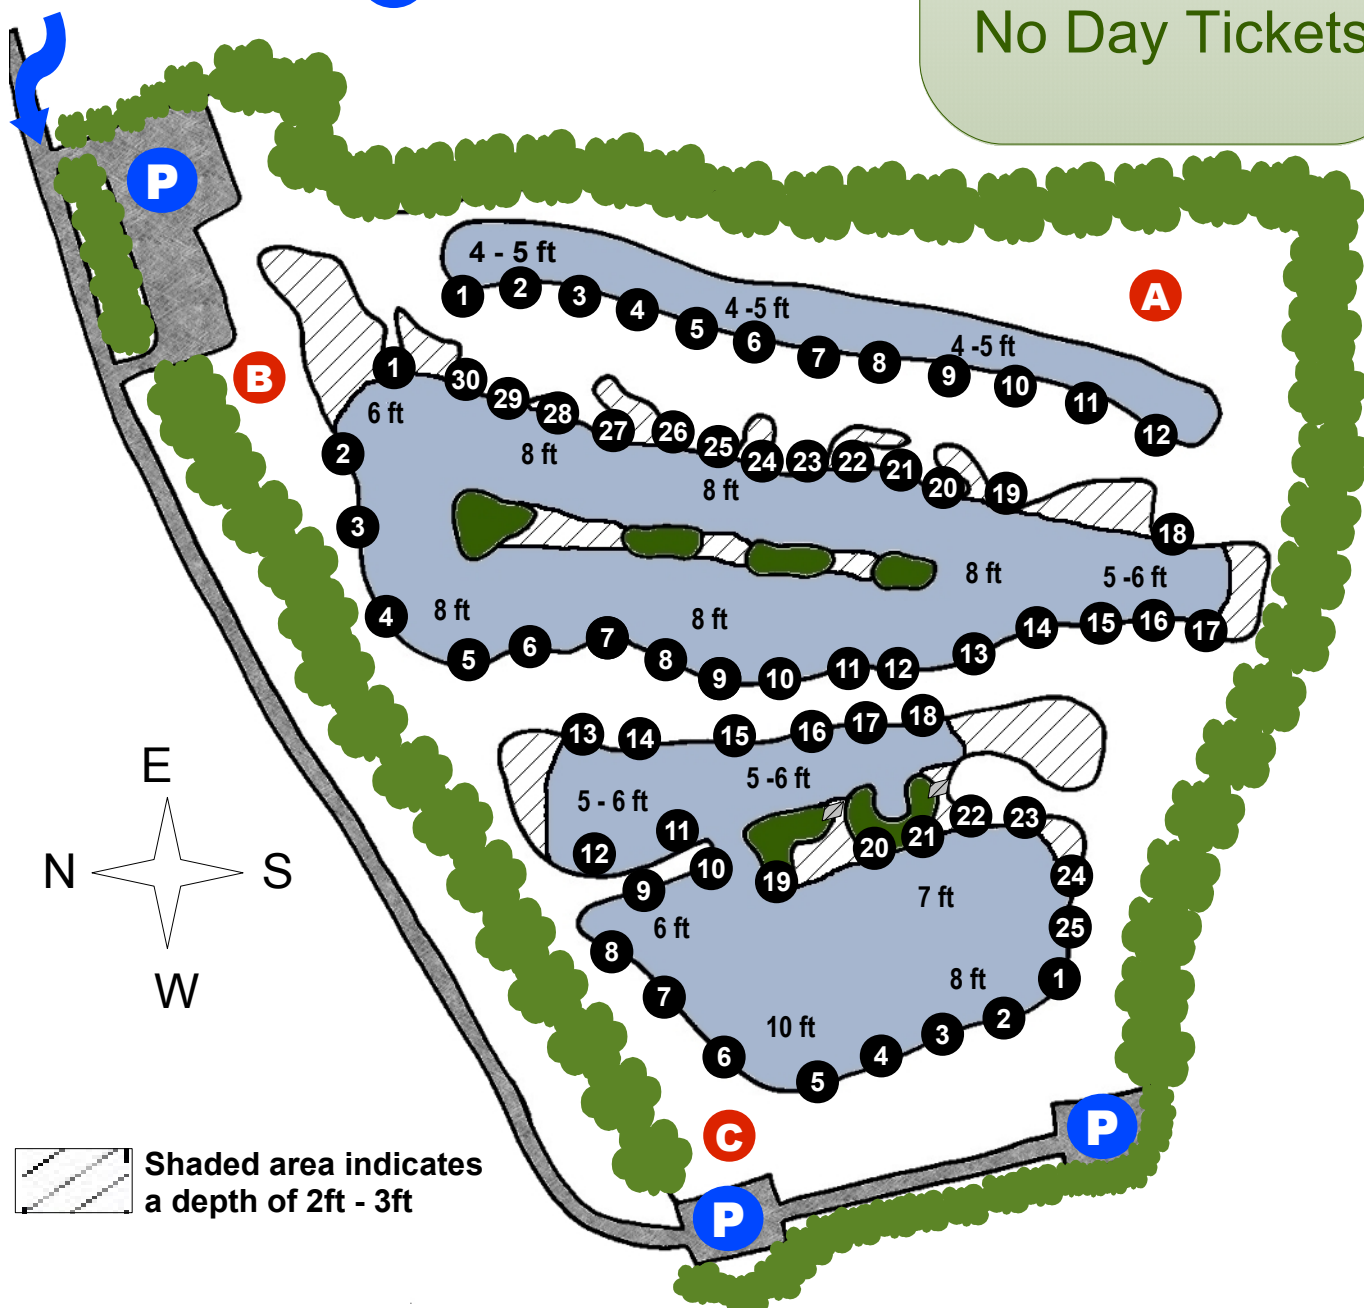 No Day Tickets
P
A
4 - 5 ft
1
2
3
4
5
6
7
8
9
10
11
12
4 -5 ft
4 -5 ft
B
1
30
29
28
27
26
25
24
23
22
21
20
19
18
6 ft
2
8 ft
8 ft
3
8 ft
5 -6 ft
4
8 ft
8 ft
5
6
7
8
9
10
11
12
13
14
15
16
17
13
14
15
16
17
18
5 -6 ft
5 - 6 ft
11
12
10
9
19
20
21
22
23
24
25
7 ft
6 ft
8
7
8 ft
1
10 ft
2
3
4
5
6
E
N
S
W
C
P
P
Shaded area indicates
a depth of 2ft - 3ft